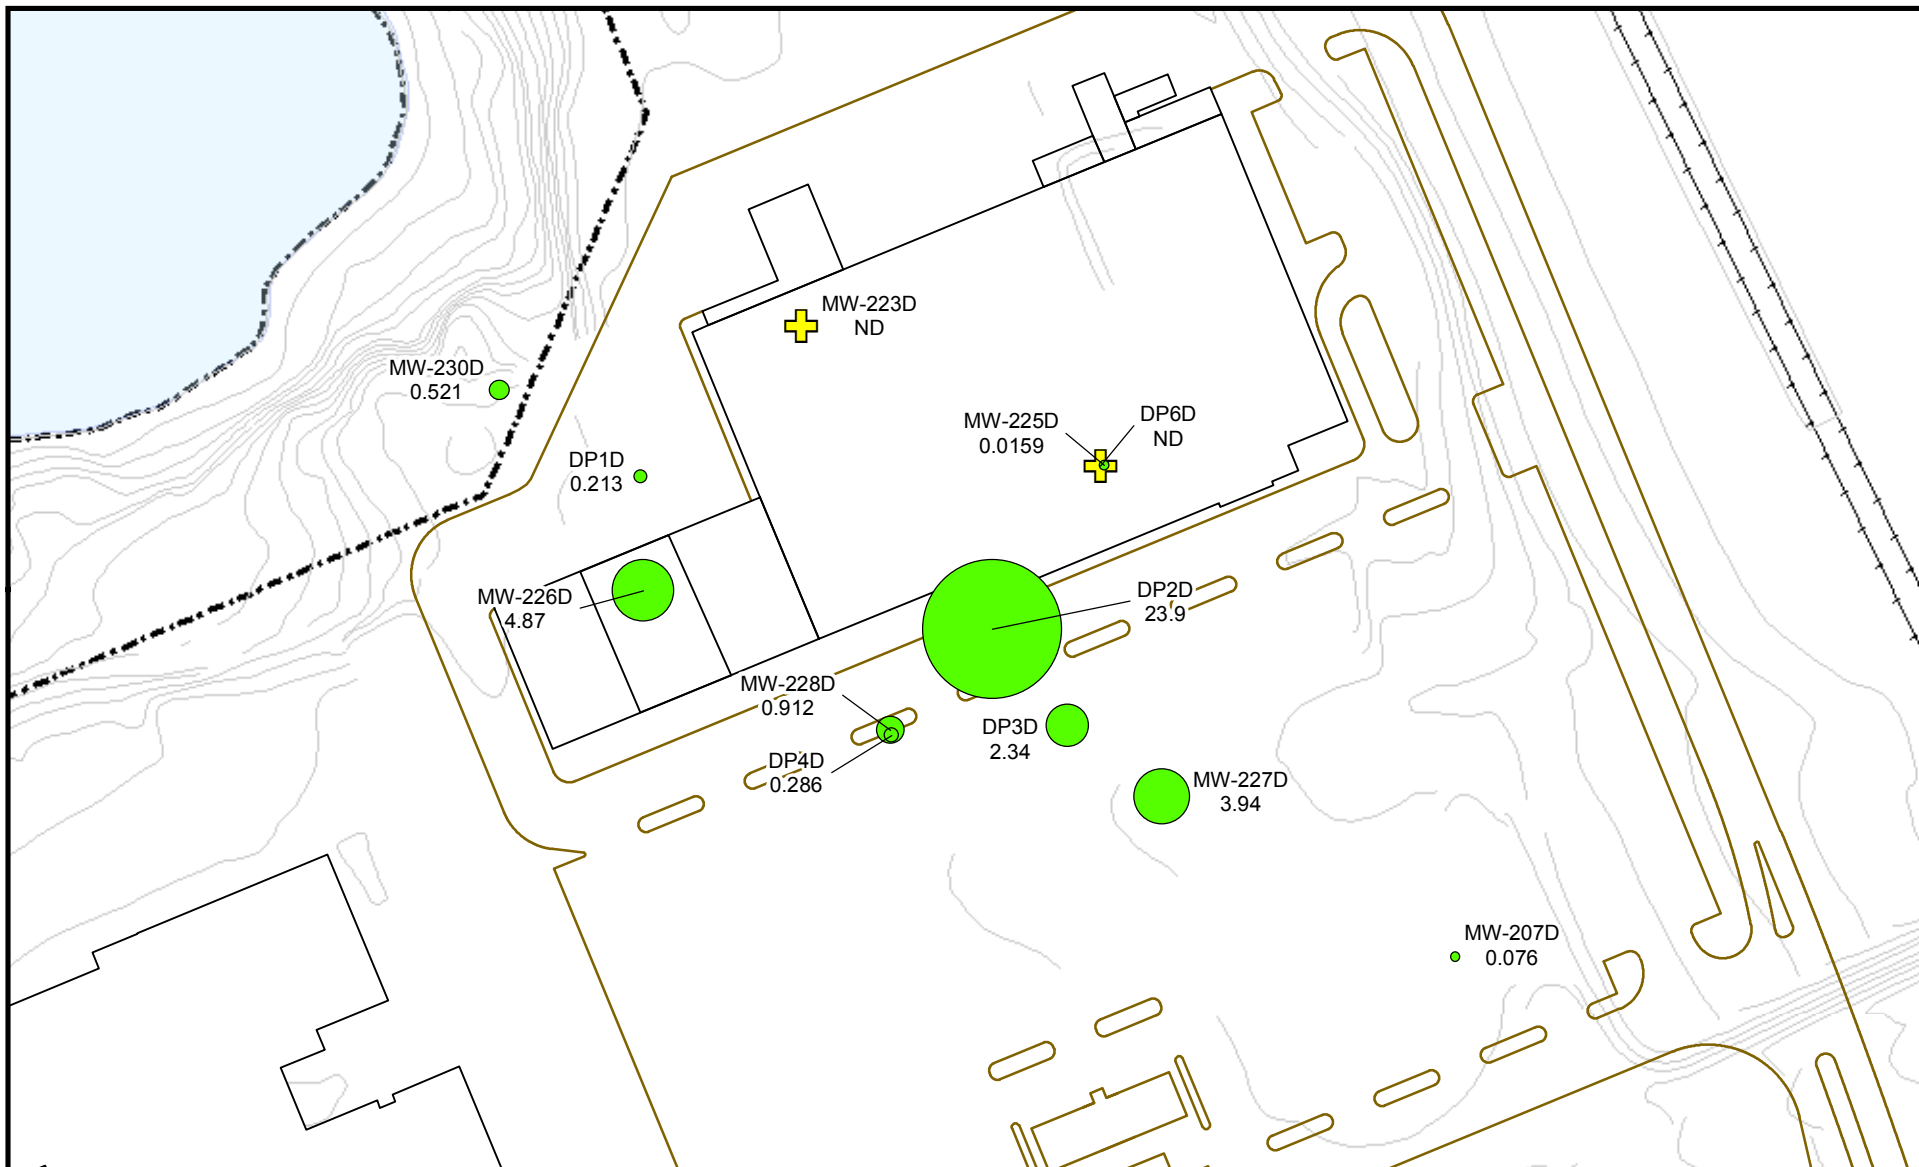 MW-223D
ND
MW-230D
0.521
MW-225D
0.0159
DP6D
ND
DP1D
0.213
MW-226D
4.87
DP2D
23.9
MW-228D
0.912
DP3D
2.34
DP4D
0.286
MW-227D
3.94
MW-207D
0.076